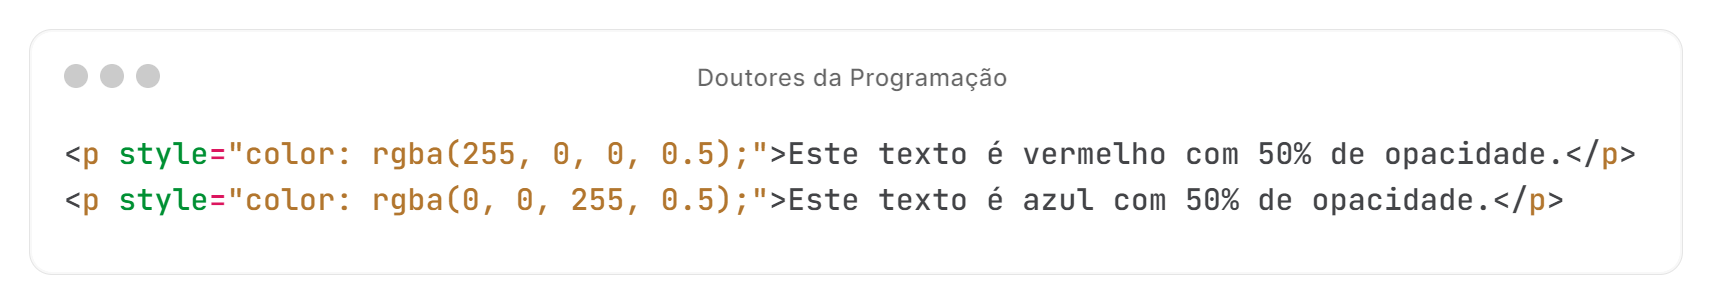 Doutores da Programação
<p style="color: rgba(255, 0, 0, 0.5);">Este texto é vermelho com 50% de opacidade.</p>
<p style="color: rgba(0, 0, 255, 0.5);">Este texto é azul com 50% de opacidade.</p>